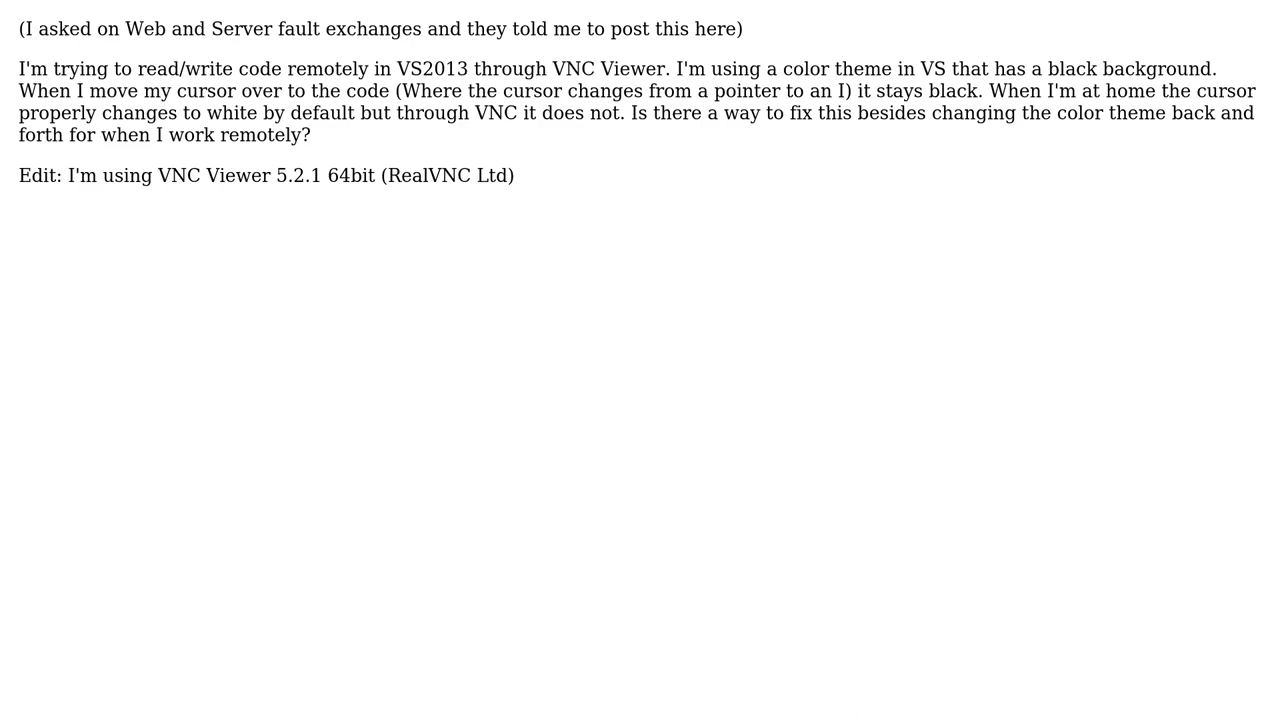 (I asked on Web and Server fault exchanges and they told me to post this here)
I'm trying to read/write code remotely in VS2013 through VNC Viewer. I'm using a color theme in VS that has a black background.
When I move my cursor over to the code (Where the cursor changes from a pointer to an I) it stays black. When I'm at home the cursor
properly changes to white by default but through VNC it does not. Is there a way to fix this besides changing the color theme back and
forth for when I work remotely?
Edit: I'm using VNC Viewer 5.2.1 64bit (RealVNC Ltd)